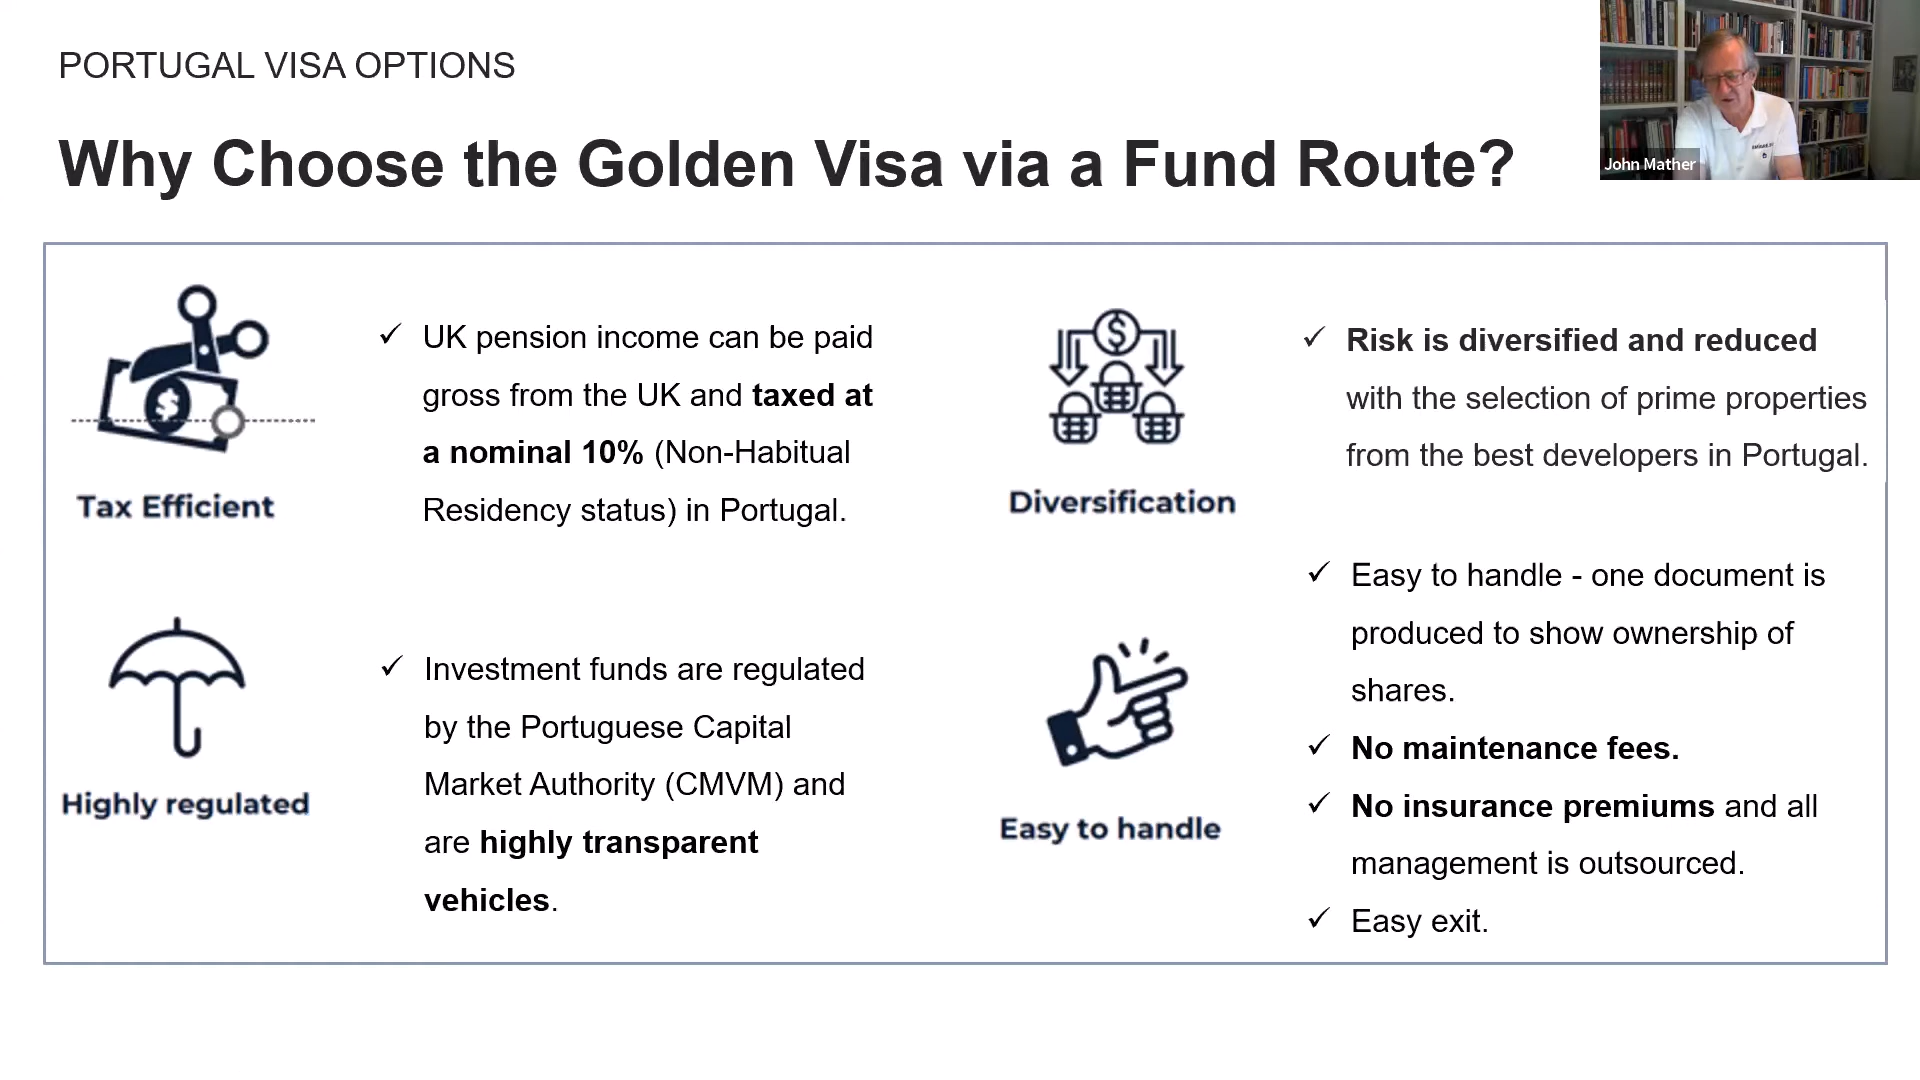 PORTUGAL VISA OPTIONS
Why Choose the Golden Visa via a Fund Route?
John Mather
Tax Efficient
✓ UK pension income can be paid
gross from the UK and taxed at
a nominal 10% (Non-Habitual
Residency status) in Portugal.
Highly regulated
✓ Investment funds are regulated
by the Portuguese Capital
Market Authority (CMVM) and
are highly transparent
vehicles.
Diversification
✓ Risk is diversified and reduced
with the selection of prime properties
from the best developers in Portugal.
Easy to handle
✓ Easy to handle - one document is
produced to show ownership of
shares.
✓ No maintenance fees.
✓ No insurance premiums and all
management is outsourced.
✓ Easy exit.